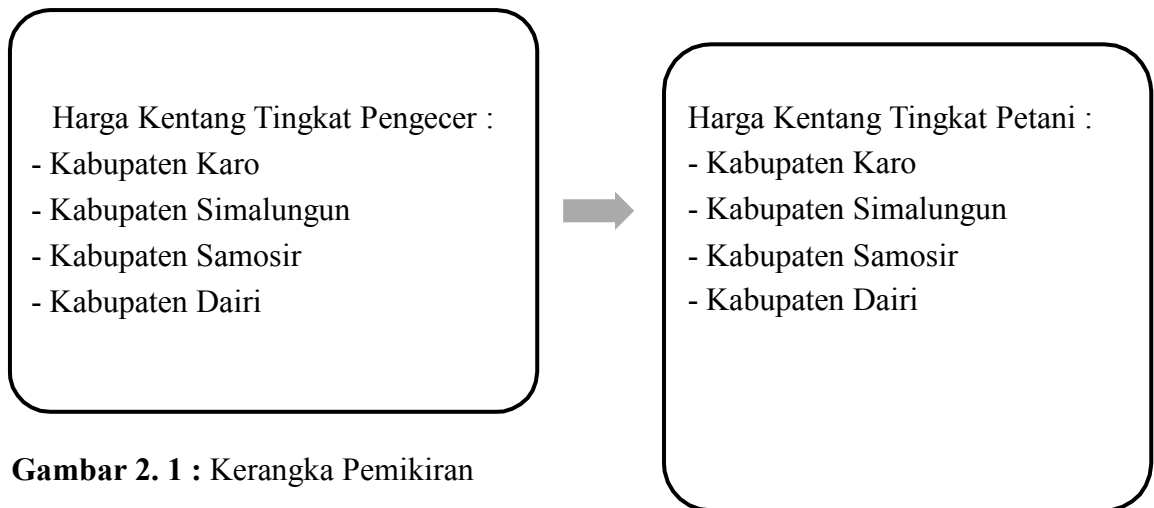 Harga Kentang Tingkat Pengecer :
- Kabupaten Karo
- Kabupaten Simalungun
- Kabupaten Samosir
- Kabupaten Dairi
Harga Kentang Tingkat Petani :
- Kabupaten Karo
- Kabupaten Simalungun
- Kabupaten Samosir
- Kabupaten Dairi
Gambar 2. 1 : Kerangka Pemikiran